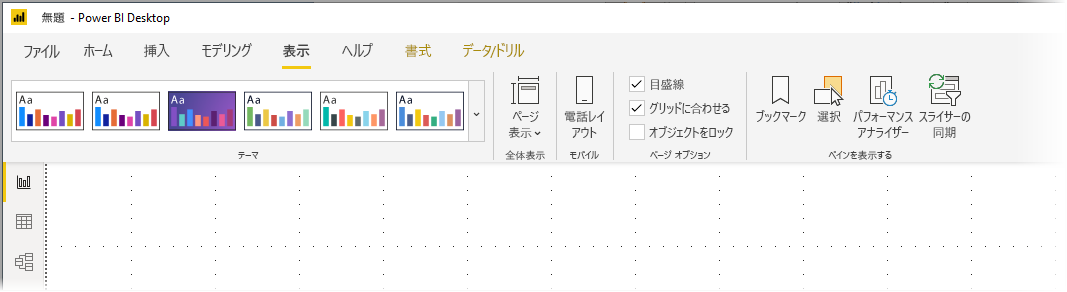 無題 - Power BI Desktop
ファイル ホーム 挿入 モデリング 表示 ヘルプ 書式 データ/ドリル
Aa Aa Aa Aa Aa Aa
テーマ
ページ
表示
全体表示
電話レイ
アウト
モバイル
目盛線
グリッドに合わせる
オブジェクトをロック
ページ オプション
ブックマーク
選択
パフォーマンス
アナライザー
スライサーの
同期
ペインを表示する